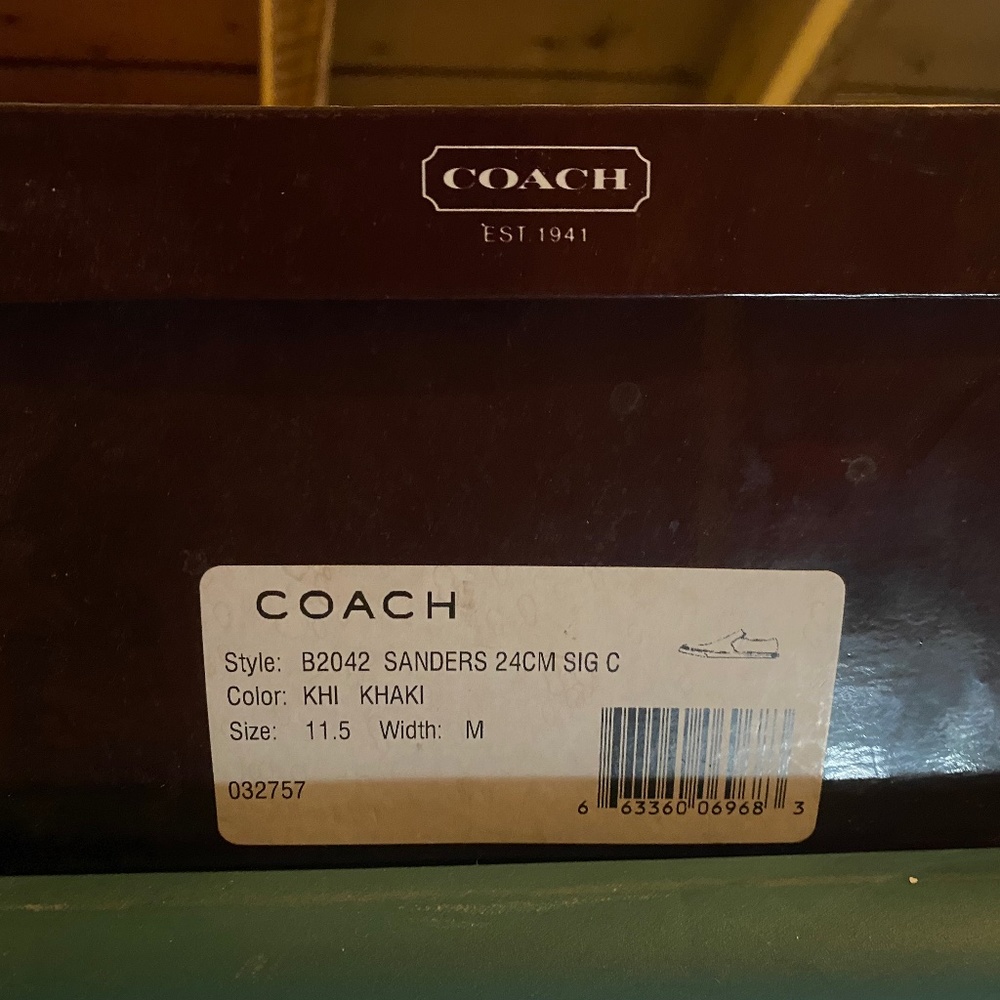 COACH
EST. 1941
COACH
Style: B2042 SANDERS 24CM SIG C
Color: KHI KHAKI
Size: 11.5 Width: M
032757
6 63360 06968 3